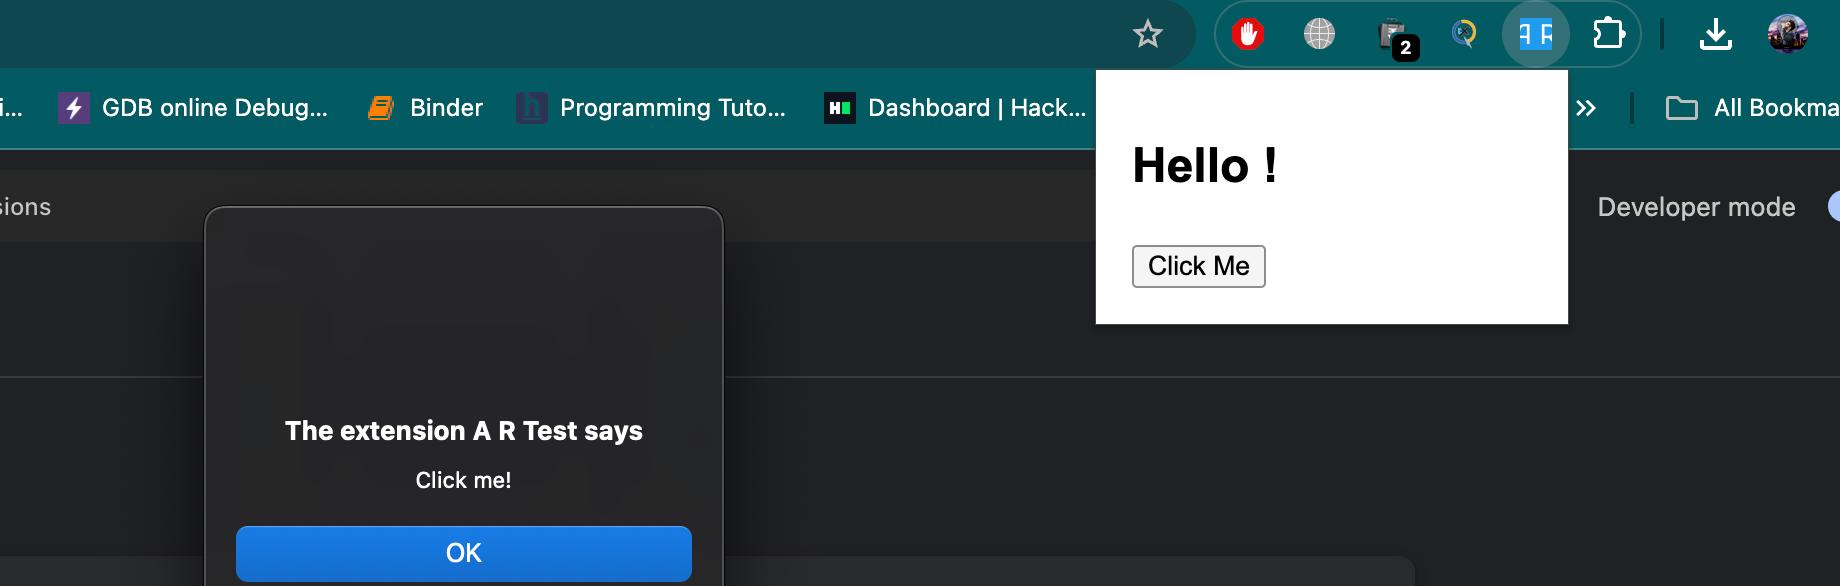 2
A R
i...
GDB online Debug...
Binder
h
Programming Tuto...
H
Dashboard | Hack...
All Bookma
sions
Hello !
Developer mode
Click Me
The extension A R Test says
Click me!
OK